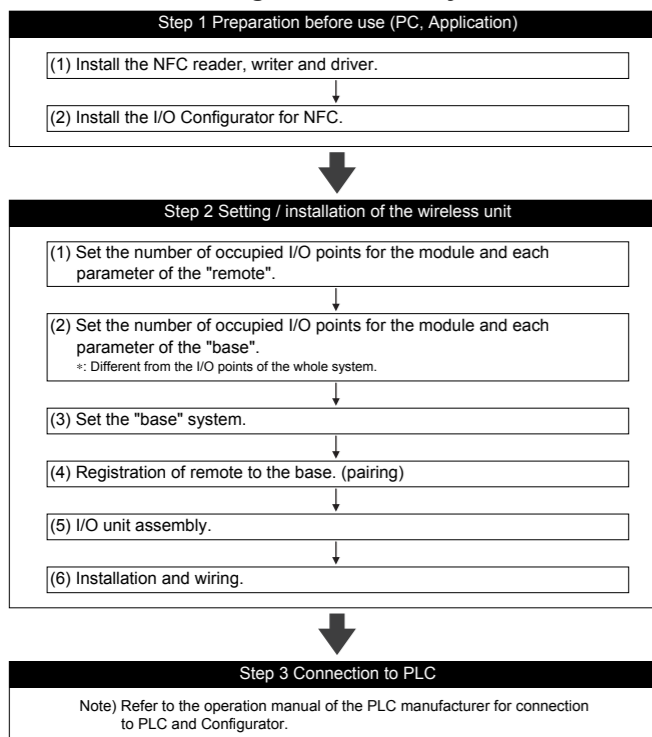 Step 1 Preparation before use (PC, Application)
(1) Install the NFC reader, writer and driver.
(2) Install the I/O Configurator for NFC.
Step 2 Setting / installation of the wireless unit
(1) Set the number of occupied I/O points for the module and each
parameter of the "remote".
(2) Set the number of occupied I/O points for the module and each
parameter of the "base".
*: Different from the I/O points of the whole system.
(3) Set the "base" system.
(4) Registration of remote to the base. (pairing)
(5) I/O unit assembly.
(6) Installation and wiring.
Step 3 Connection to PLC
Note) Refer to the operation manual of the PLC manufacturer for connection
to PLC and Configurator.